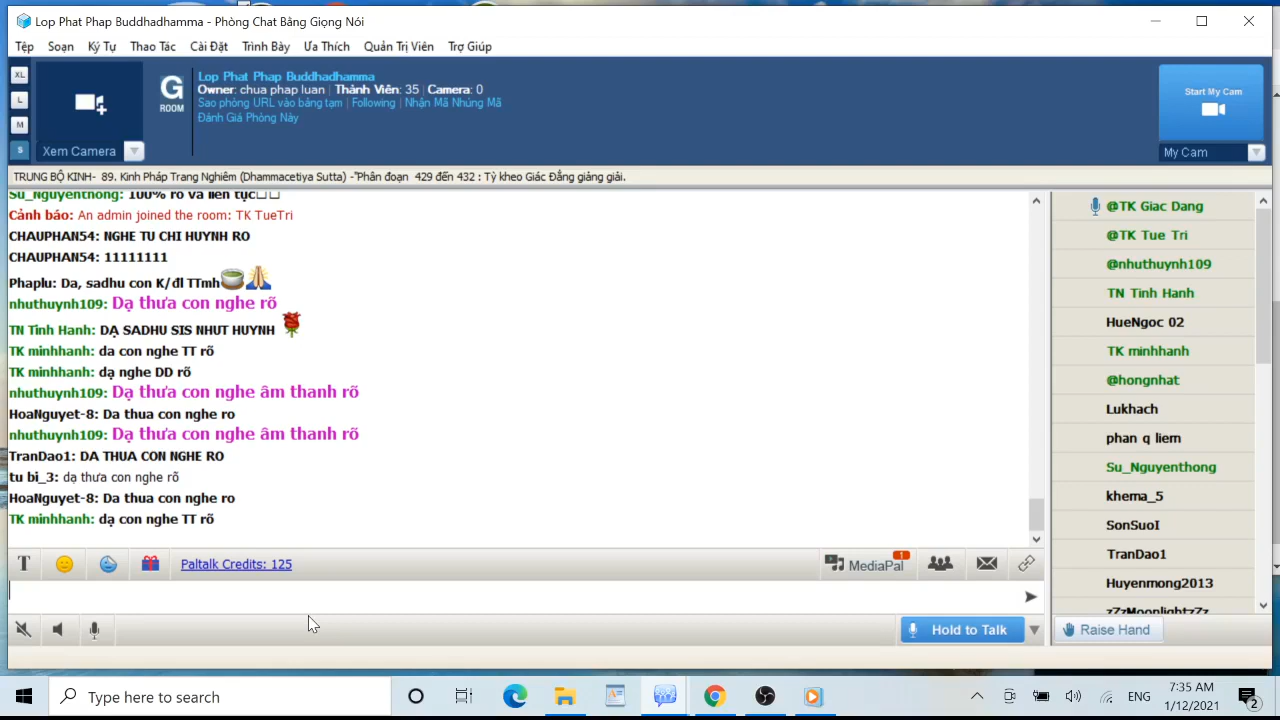 Lop Phat Phap Buddhadhamma - Phòng Chat Bằng Giọng Nói
Tệp Soạn Ký Tự Thao Tác Cài Đặt Trình Bày Ưa Thích Quản Trị Viên Trợ Giúp
XL
L
M
S
Xem Camera
G
ROOM
Lop Phat Phap Buddhadhamma
Owner: chua phap luan | Thành Viên: 35 | Camera: 0
Sao phòng URL vào bảng tạm | Following | Nhận Mã Nhúng Mã
Đánh Giá Phòng Này
Start My Cam
My Cam
TRUNG BỘ KINH- 89. Kinh Pháp Trang Nghiêm (Dhammacetiya Sutta) -"Phân đoạn 429 đến 432 : Tỳ kheo Giác Đẳng giảng giải.
Su_Nguyenthong: 100% rõ và liên tục
Cảnh báo: An admin joined the room: TK TueTri
CHAUPHAN54: NGHE TU CHI HUYNH RO
CHAUPHAN54: 11111111
Phaplu: Da, sadhu con K/đl TTmh
nhuthuynh109: Dạ thưa con nghe rõ
TN Tinh Hanh: DẠ SADHU SIS NHUT HUYNH
TK minhhanh: da con nghe TT rõ
TK minhhanh: dạ nghe DD rõ
nhuthuynh109: Dạ thưa con nghe âm thanh rõ
HoaNguyet-8: Da thua con nghe ro
nhuthuynh109: Dạ thưa con nghe âm thanh rõ
TranDao1: DA THUA CON NGHE RO
tu bi_3: dạ thưa con nghe rõ
HoaNguyet-8: Da thua con nghe ro
TK minhhanh: dạ con nghe TT rõ
@TK Giac Dang
@TK Tue Tri
@nhuthuynh109
TN Tinh Hanh
HueNgoc 02
TK minhhanh
@hongnhat
Lukhach
phan q liem
Su_Nguyenthong
khema_5
SonSuoI
TranDao1
Huyenmong2013
zZzMoonlightzZz
T
Paltalk Credits: 125
MediaPal
1
Hold to Talk
Raise Hand
Type here to search
ENG
7:35 AM
1/12/2021
2